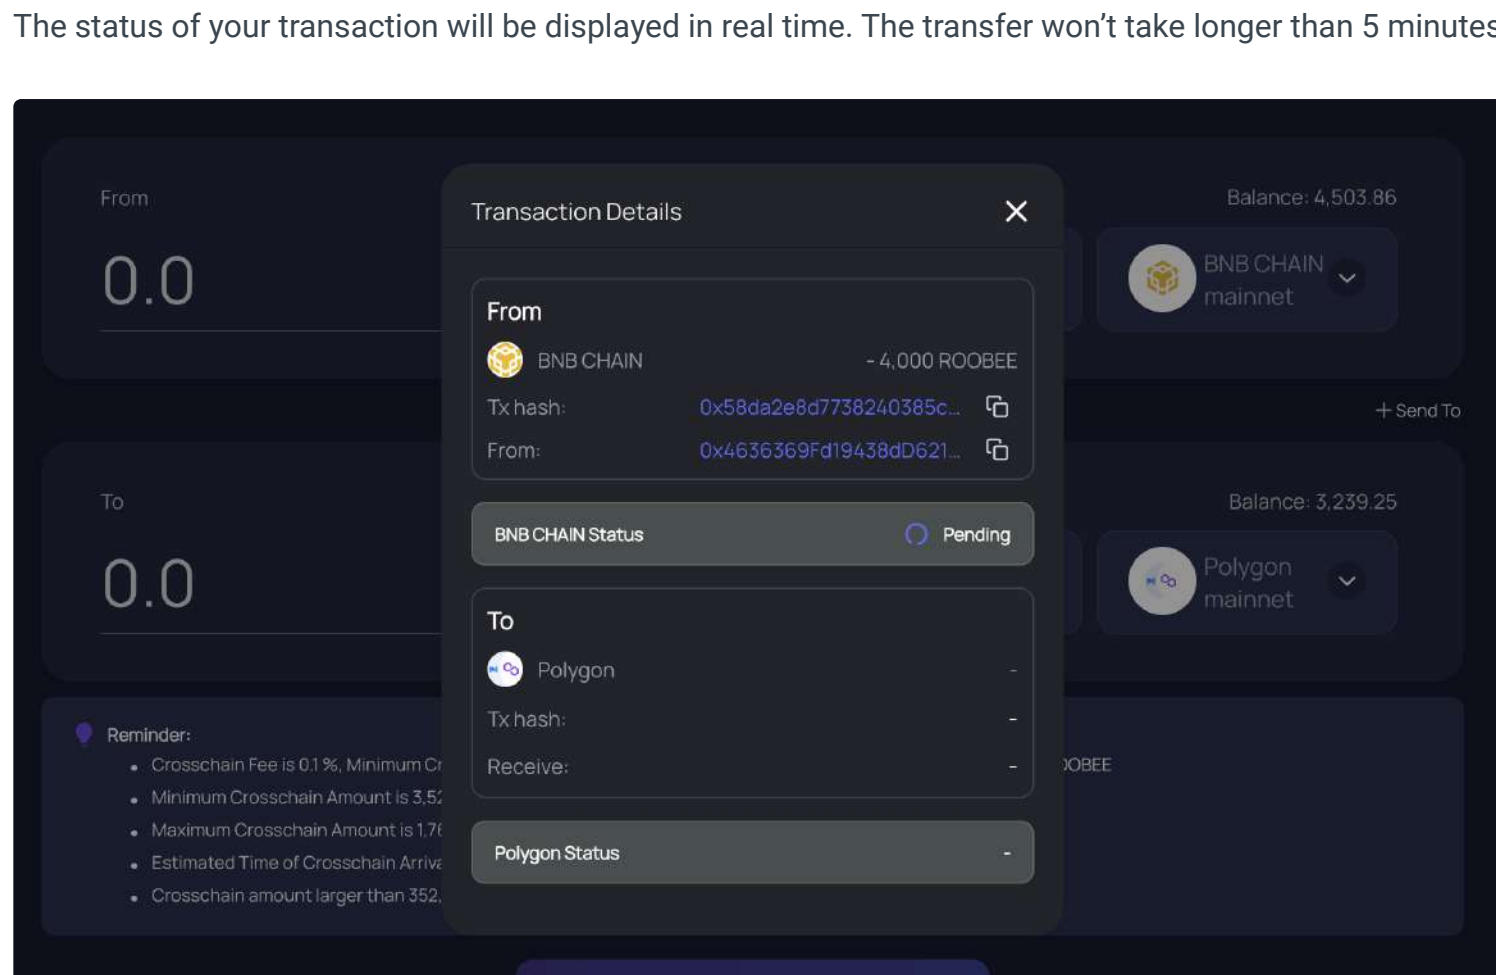 The status of your transaction will be displayed in real time. The transfer won’t take longer than 5 minutes
From
Balance: 4,503.86
0.0
BNB CHAIN
mainnet
Transaction Details
From
BNB CHAIN
- 4,000 ROOBEE
Tx hash:
0x58da2e8d7738240385c...
From:
0x4636369Fd19438dD621...
+ Send To
BNB CHAIN Status
Pending
To
Balance: 3,239.25
0.0
Polygon
mainnet
To
Polygon
-
Tx hash:
-
Receive:
-
Polygon Status
-
Reminder:
Crosschain Fee is 0.1 %, Minimum Cr
Minimum Crosschain Amount is 3,52
Maximum Crosschain Amount is 1,76
Estimated Time of Crosschain Arriva
Crosschain amount larger than 352,
OOBEE